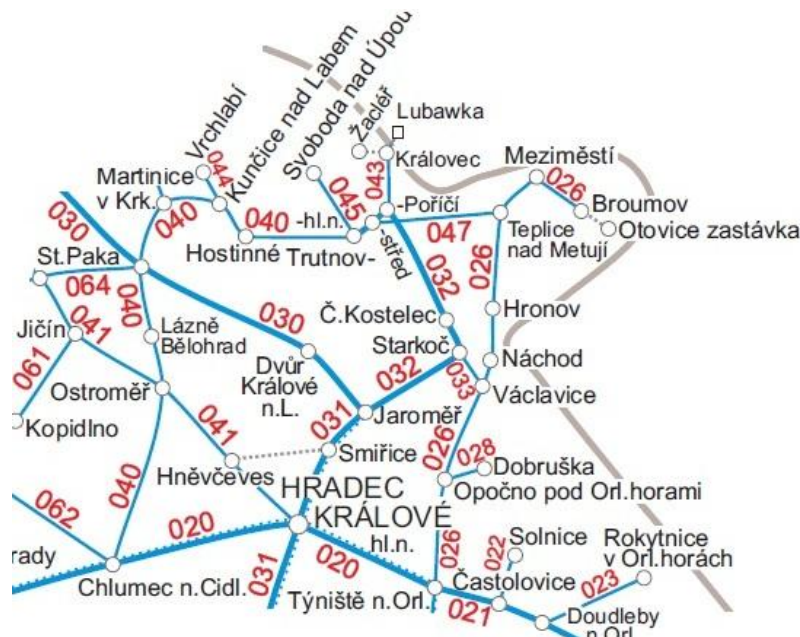 Vrchlabí
Kunčice nad Labem
Svoboda nad Úpou
Žacléř
Lubawka
Martinice
v Krk.
044
040
040
Královec
043
045
-hl.n.
-Poříčí
-střed
Meziměstí
026
Broumov
Otovice zastávka
030
St.Paka
Hostinné
Trutnov-
047
Teplice
nad Metují
026
064
040
041
Jičín
Lázně
Bělohrad
030
032
Č.Kostelec
Hronov
061
Dvůr
Králové
n.L.
Starkoč
032
033
Náchod
Ostroměř
Václavice
Kopidlno
041
031
Jaroměř
Smiřice
026
028
Dobruška
Hněvčeves
Opočno pod Orl.horami
040
HRADEC
KRÁLOVÉ
hl.n.
062
020
031
020
026
Solnice
022
Rokytnice
v Orl.horách
rady
Chlumec n.Cidl.
Týniště n.Orl.
Častolovice
023
021
Doudleby
n.Orl.